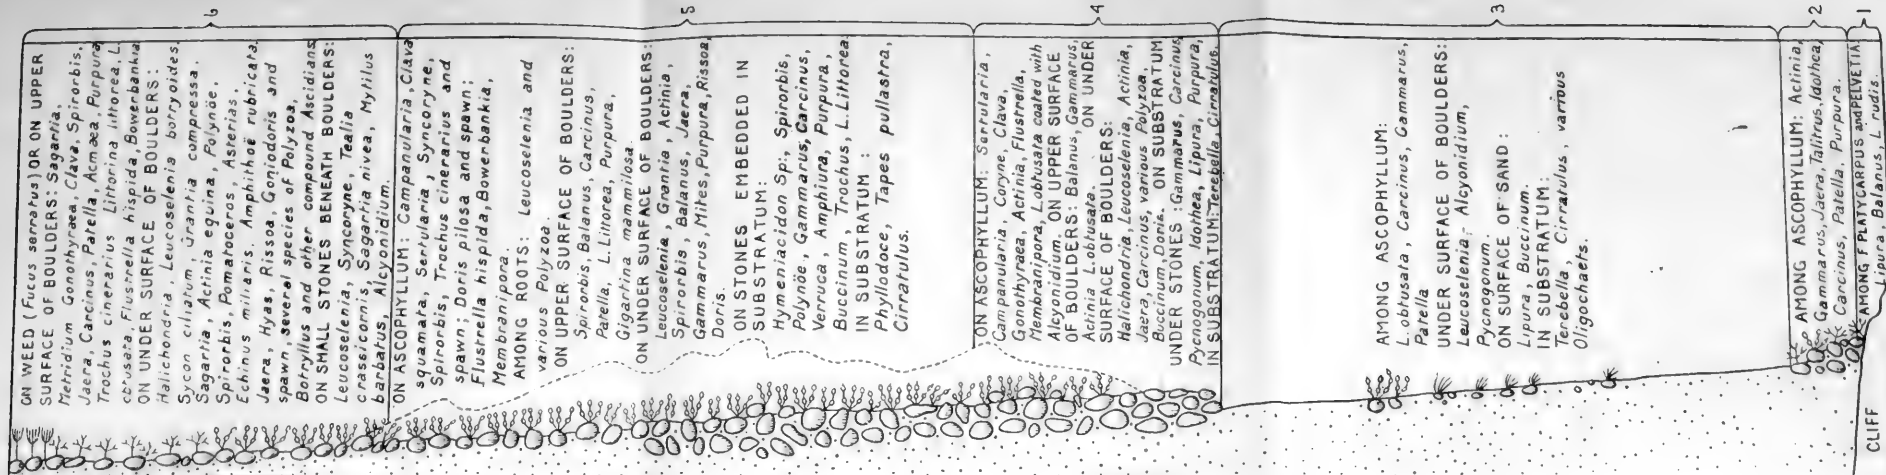 6
ON WEED (Fucus serratus) OR ON UPPER
SURFACE OF BOULDERS: Sagartia,
Metridium Gonothyraea, Clava, Spirorbis,
Jaera, Carcinus, Patella, Acmaea, Purpura
Trochus cinerarius Littorina littorea, L.
obtusata, Flustrella hispida, Bowerbankia
ON UNDER SURFACE OF BOULDERS:
Halichondria, Leucoselenia botryoides,
Sycon ciliatum, Grantia compressa.
Sagartia, Actinia equina, Polynöe,
Spirorbis, Pomatoceros, Asterias,
Echinus miliaris. Amphithoë rubricata,
Jaera, Hyas, Rissoa, Goniodoris and
spawn, several species of Polyzoa,
Botryllus and other compound Ascidians
ON SMALL STONES BENEATH BOULDERS:
Leucoselenia, Syncoryne, Tealia
crassicornis, Sagartia nivea, Mytilus
barbatus, Alcyonidium.
5
ON ASCOPHYLLUM: Campanularia, Clava
squamata, Sertularia, Syncoryne,
Spirorbis, Trochus cinerarius and
spawn; Doris pilosa and spawn;
Flustrella hispida, Bowerbankia,
Membranipora.
AMONG ROOTS: Leucoselenia and
various Polyzoa.
ON UPPER SURFACE OF BOULDERS:
Spirorbis, Balanus, Carcinus,
Patella, L. Littorea, Purpura,
Gigartina mammilosa.
ON UNDER SURFACE OF BOULDERS:
Leucoselenia, Grantia, Actinia,
Spirorbis, Balanus, Jaera,
Gammarus, Mites, Purpura, Rissoa,
Doris.
ON STONES EMBEDDED IN
SUBSTRATUM:
Hymeniacidon Sp., Spirorbis,
Polynöe, Gammarus, Carcinus,
Verruca, Amphiura, Purpura,
Buccinum, Trochus, L. Littorea.
IN SUBSTRATUM:
Phyllodoce, Tapes pullastra,
Cirratulus.
4
ON ASCOPHYLLUM: Serrularia,
Campanularia, Coryne, Clava,
Gonothyraea, Actinia, Flustrella,
Membranipora, L.obtusata coated with
Alcyonidium. ON UPPER SURFACE
OF BOULDERS: Balanus, Gammarus,
Actinia L.obtusata. ON UNDER
SURFACE OF BOULDERS:
Halichondria, Leucoselenia, Actinia,
Jaera, Carcinus, various Polyzoa,
Buccinum, Doris. ON SUBSTRATUM
UNDER STONES: Gammarus, Carcinus,
Pycnogonum, Idothea, Lipura, Purpura,
IN SUBSTRATUM: Terebella, Cirratulus.
3
AMONG ASCOPHYLLUM:
L.obtusata, Carcinus, Gammarus,
Patella
UNDER SURFACE OF BOULDERS:
Leucoselenia, Alcyonidium,
Pycnogonum.
ON SURFACE OF SAND:
Lipura, Buccinum.
IN SUBSTRATUM:
Terebella, Cirratulus, various
Oligochaets.
2
AMONG ASCOPHYLLUM: Actinia,
Gammarus, Jaera, Talitrus, Idothea,
Carcinus, Patella, Purpura.
1
AMONG F PLATYCARPUS and PELVETIA:
Lipura, Balanus, L rudis.
CLIFF